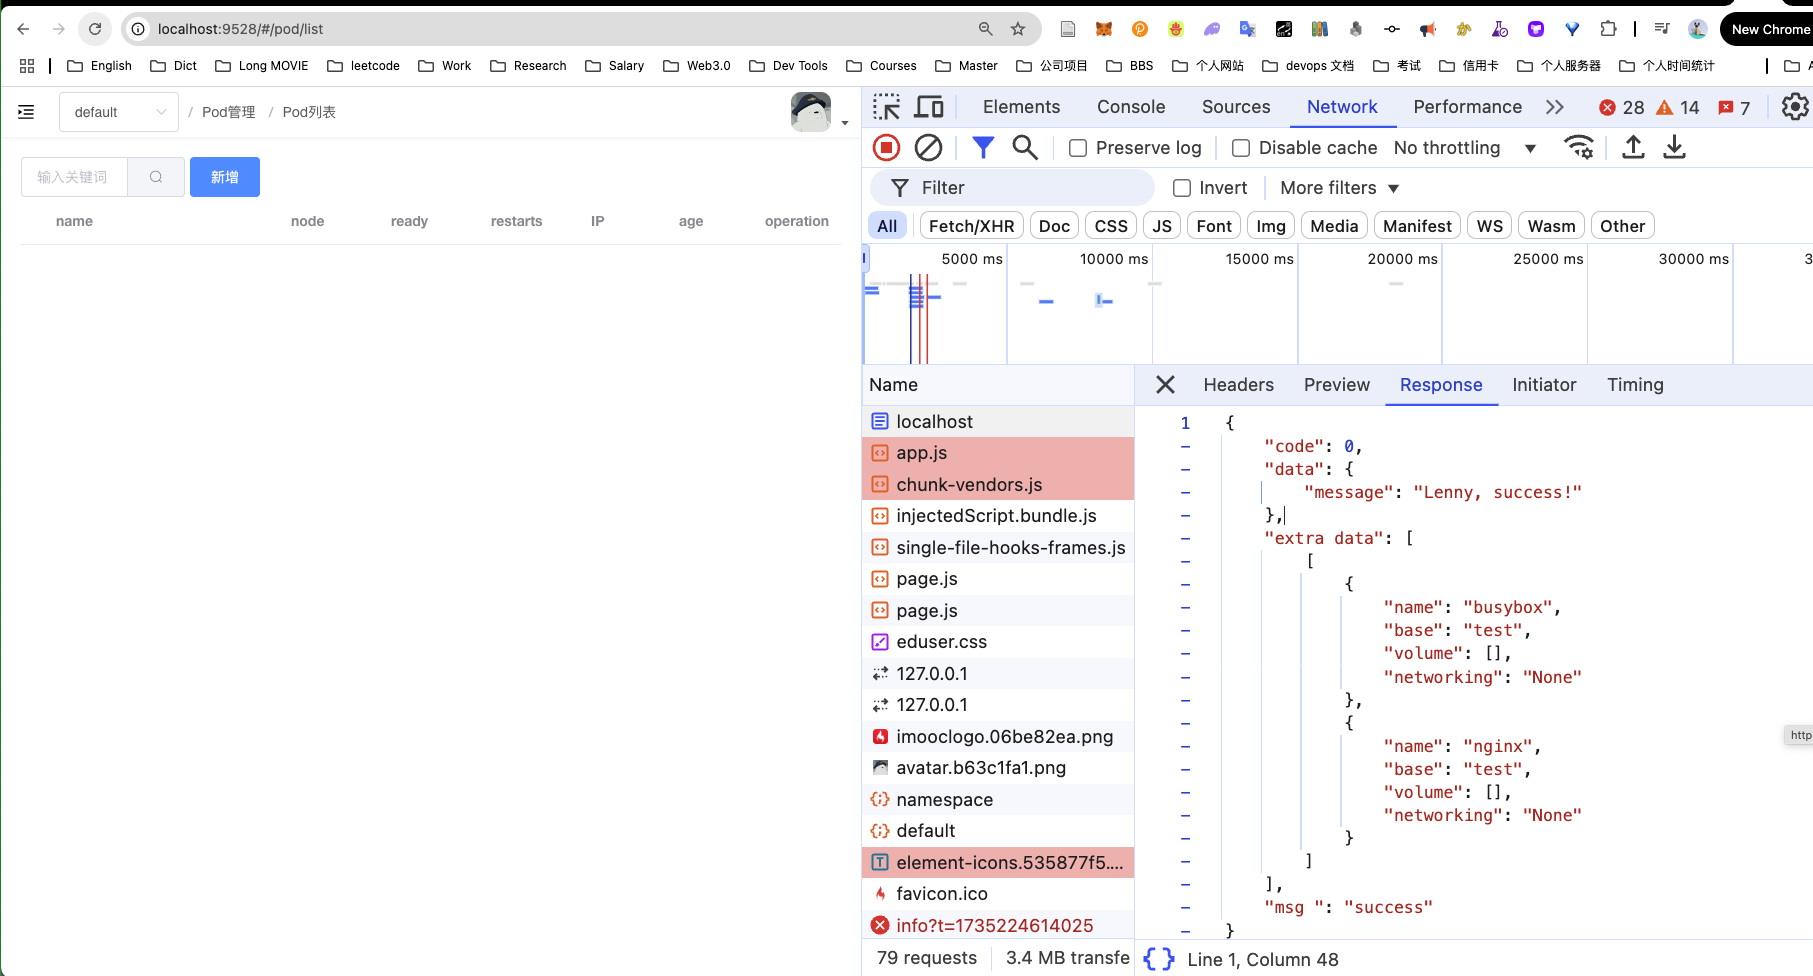 localhost:9528/#/pod/list
New Chrome
English Dict Long MOVIE leetcode Work Research Salary Web3.0 Dev Tools Courses Master 公司项目 BBS 个人网站 devops 文档 考试 信用卡 个人服务器 个人时间统计
default / Pod管理 / Pod列表
输入关键词 新增
name node ready restarts IP age operation
Elements Console Sources Network Performance 28 14 7
Preserve log Disable cache No throttling
Filter Invert More filters
All Fetch/XHR Doc CSS JS Font Img Media Manifest WS Wasm Other
5000 ms 10000 ms 15000 ms 20000 ms 25000 ms 30000 ms 3
Name
localhost
app.js
chunk-vendors.js
injectedScript.bundle.js
single-file-hooks-frames.js
page.js
page.js
eduser.css
127.0.0.1
127.0.0.1
imooclogo.06be82ea.png
avatar.b63c1fa1.png
namespace
default
element-icons.535877f5....
favicon.ico
info?t=1735224614025
79 requests 3.4 MB transfe
Headers Preview Response Initiator Timing
1 {
- "code": 0,
- "data": {
- "message": "Lenny, success!"
- },
- "extra data": [
- [
- {
- "name": "busybox",
- "base": "test",
- "volume": [],
- "networking": "None"
- },
- {
- "name": "nginx",
- "base": "test",
- "volume": [],
- "networking": "None"
- }
- ]
- ],
- "msg ": "success"
- }
http
{ } Line 1, Column 48